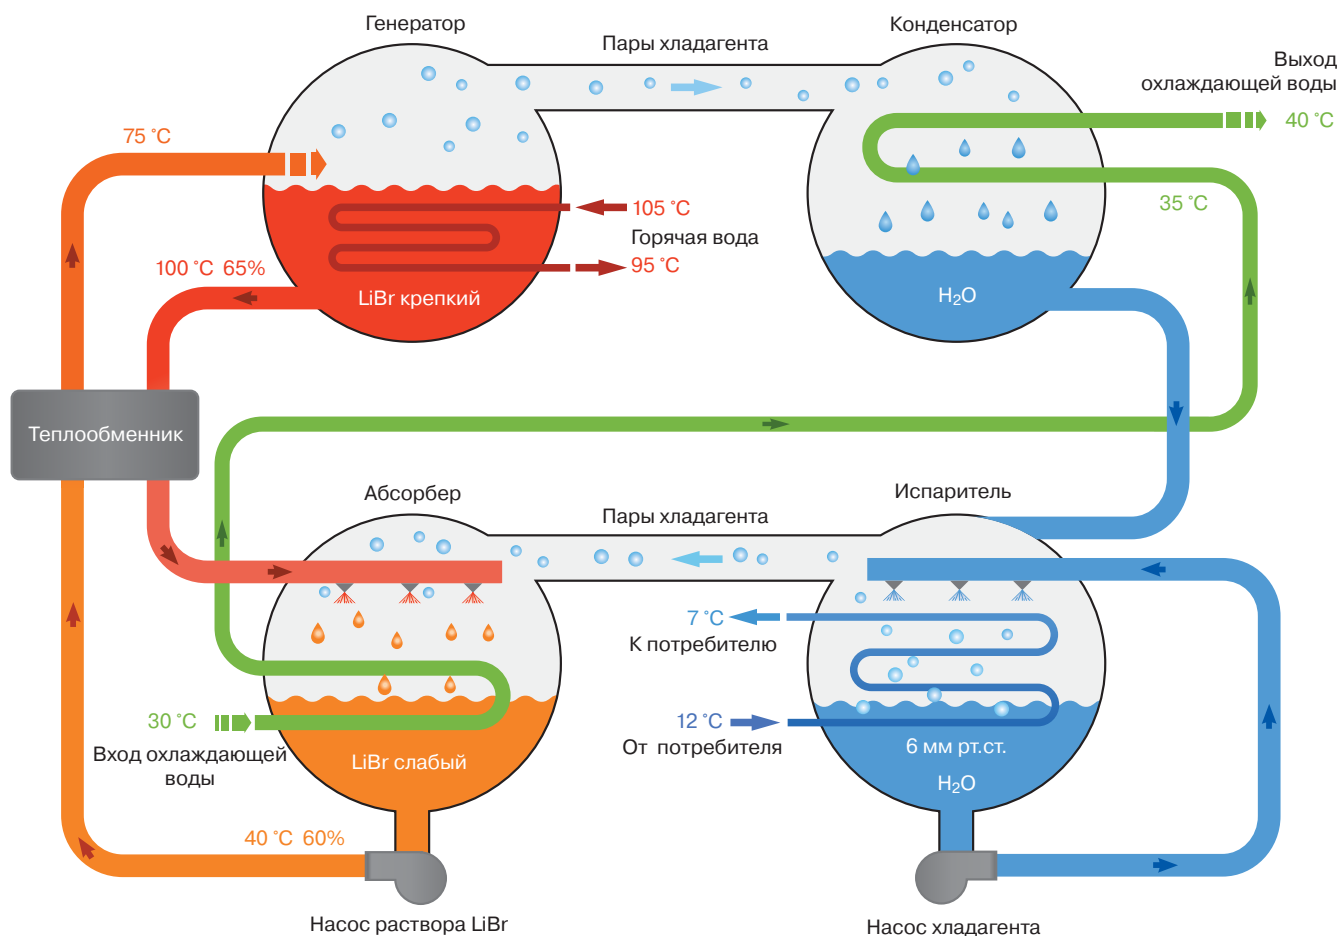 Генератор
Конденсатор
Пары хладагента
Выход
охлаждающей воды
40 °C
75 °C
35 °C
105 °C
Горячая вода
95 °C
100 °C 65%
LiBr крепкий
H₂O
Теплообменник
Абсорбер
Испаритель
Пары хладагента
7 °C
К потребителю
30 °C
Вход охлаждающей
воды
12 °C
От потребителя
LiBr слабый
6 мм рт.ст.
H₂O
40 °C 60%
Насос раствора LiBr
Насос хладагента